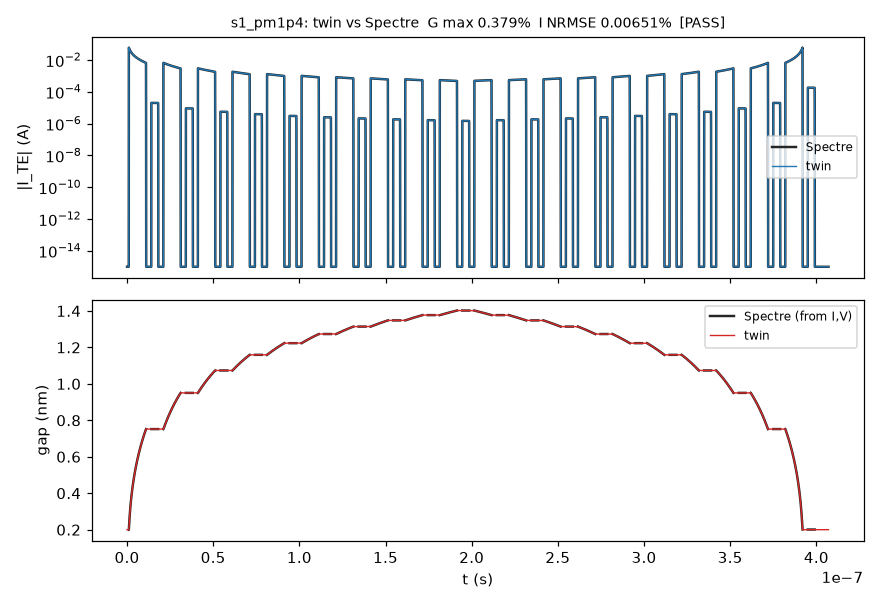 s1_pm1p4: twin vs Spectre  G max 0.379%  I NRMSE 0.00651%  [PASS]
|I_TE| (A)
10⁻²
10⁻⁴
10⁻⁶
10⁻⁸
10⁻¹⁰
10⁻¹²
10⁻¹⁴
Spectre
twin
gap (nm)
1.4
1.2
1.0
0.8
0.6
0.4
0.2
Spectre (from I,V)
twin
0.0 0.5 1.0 1.5 2.0 2.5 3.0 3.5 4.0
1e−7
t (s)